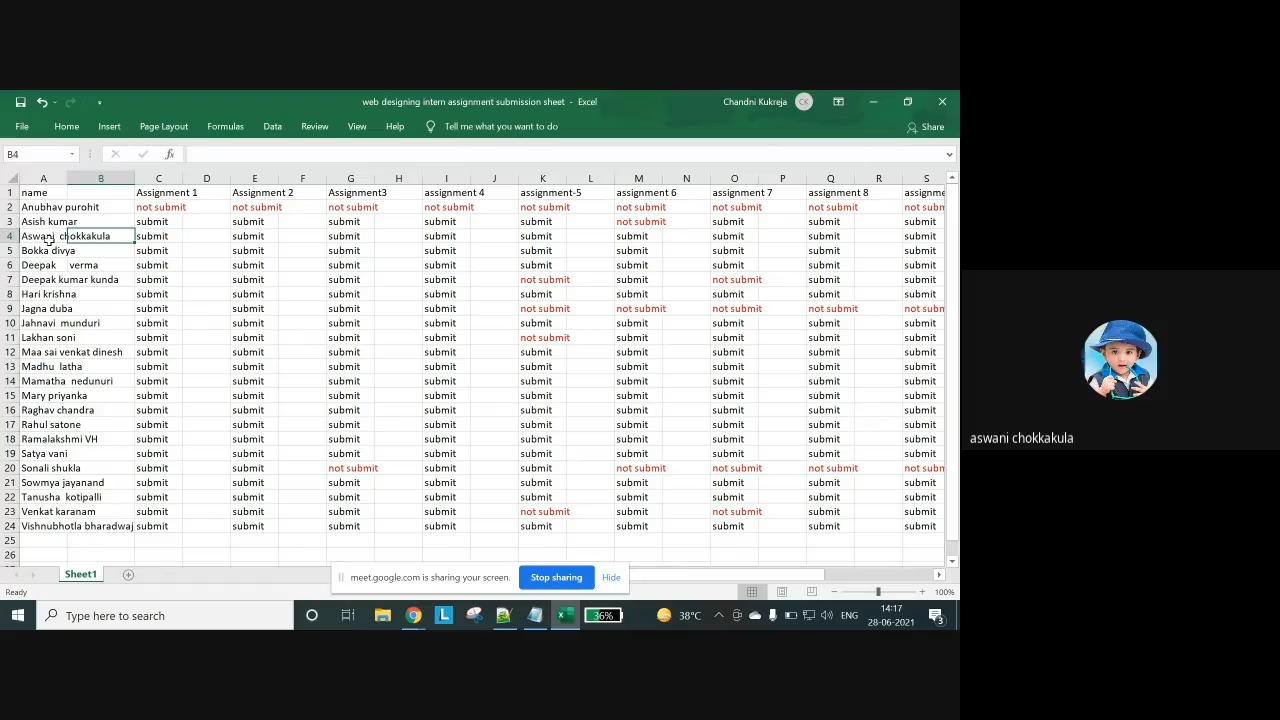 web designing intern assignment submission sheet - Excel
Chandni Kukreja CK
File Home Insert Page Layout Formulas Data Review View Help Tell me what you want to do Share
B4 fx
A B C D E F G H I J K L M N O P Q R S
1 name Assignment 1 Assignment 2 Assignment3 assignment 4 assignment-5 assignment 6 assignment 7 assignment 8 assignme
2 Anubhav purohit not submit not submit not submit not submit not submit not submit not submit not submit not subm
3 Asish kumar submit submit submit submit submit not submit submit submit submit
4 Aswani chokkakula submit submit submit submit submit submit submit submit submit
5 Bokka divya submit submit submit submit submit submit submit submit submit
6 Deepak verma submit submit submit submit submit submit submit submit submit
7 Deepak kumar kunda submit submit submit submit not submit submit not submit submit submit
8 Hari krishna submit submit submit submit submit submit submit submit submit
9 Jagna duba submit submit submit submit not submit not submit not submit not submit not subm
10 Jahnavi munduri submit submit submit submit submit submit submit submit submit
11 Lakhan soni submit submit submit submit not submit submit submit submit submit
12 Maa sai venkat dinesh submit submit submit submit submit submit submit submit submit
13 Madhu latha submit submit submit submit submit submit submit submit submit
14 Mamatha nedunuri submit submit submit submit submit submit submit submit submit
15 Mary priyanka submit submit submit submit submit submit submit submit submit
16 Raghav chandra submit submit submit submit submit submit submit submit submit
17 Rahul satone submit submit submit submit submit submit submit submit submit
18 Ramalakshmi VH submit submit submit submit submit submit submit submit submit
19 Satya vani submit submit submit submit submit submit submit submit submit
20 Sonali shukla submit submit not submit submit submit not submit not submit not submit not subm
21 Sowmya jayanand submit submit submit submit submit submit submit submit submit
22 Tanusha kotipalli submit submit submit submit submit submit submit submit submit
23 Venkat karanam submit submit submit submit not submit submit not submit submit submit
24 Vishnubhotla bharadwaj submit submit submit submit submit submit submit submit submit
25
26
aswani chokkakula
Sheet1
meet.google.com is sharing your screen. Stop sharing Hide
Ready 100%
Type here to search L 36% 38°C ENG 14:17 28-06-2021 3